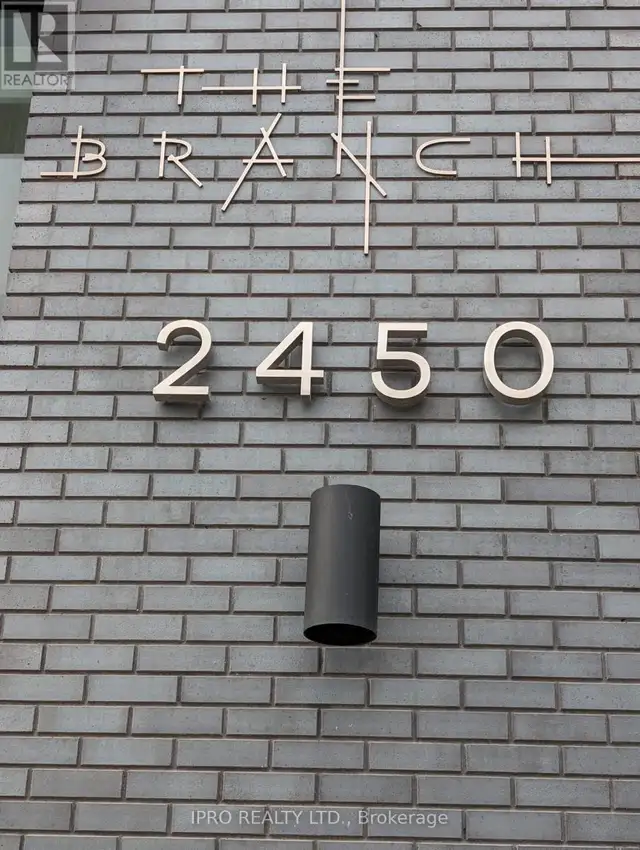 REALTOR
THE
BRANCH
2450
IPRO REALTY LTD., Brokerage